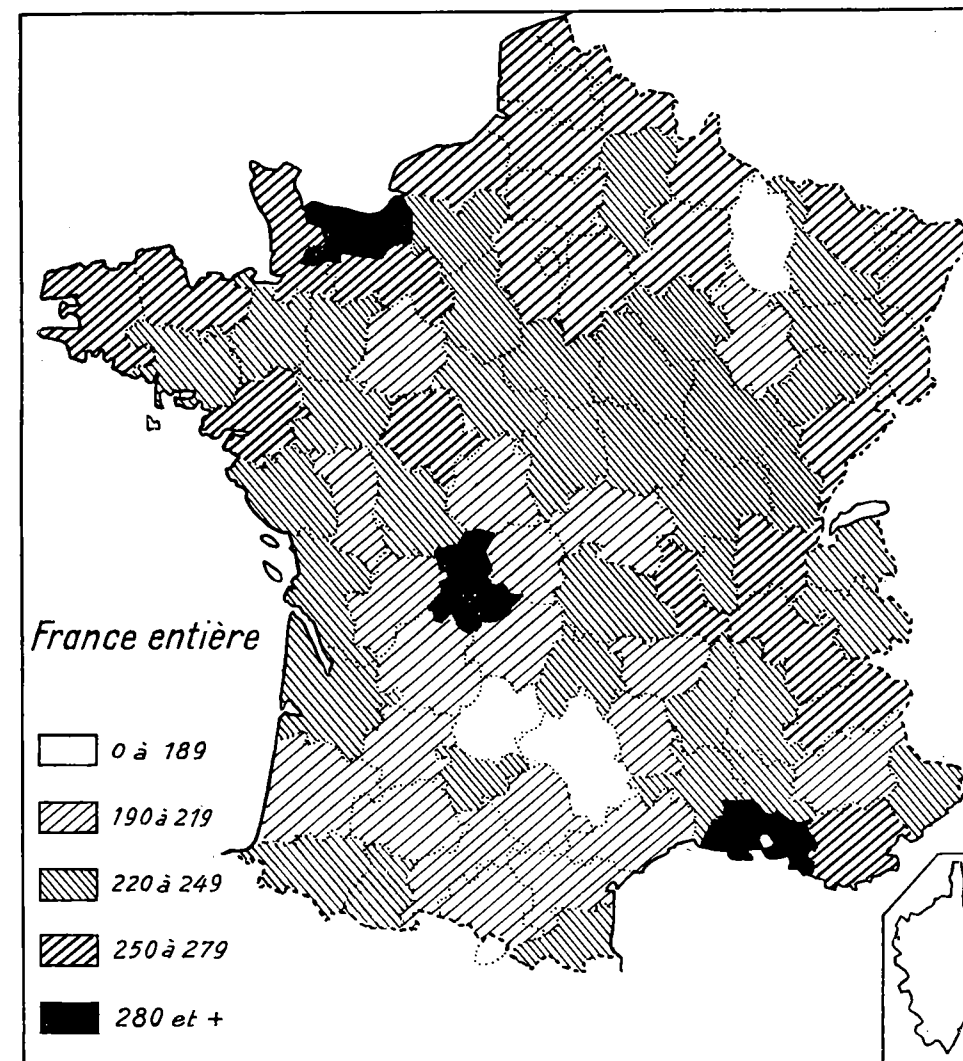 France entière
0 à 189
190 à 219
220 à 249
250 à 279
280 et +